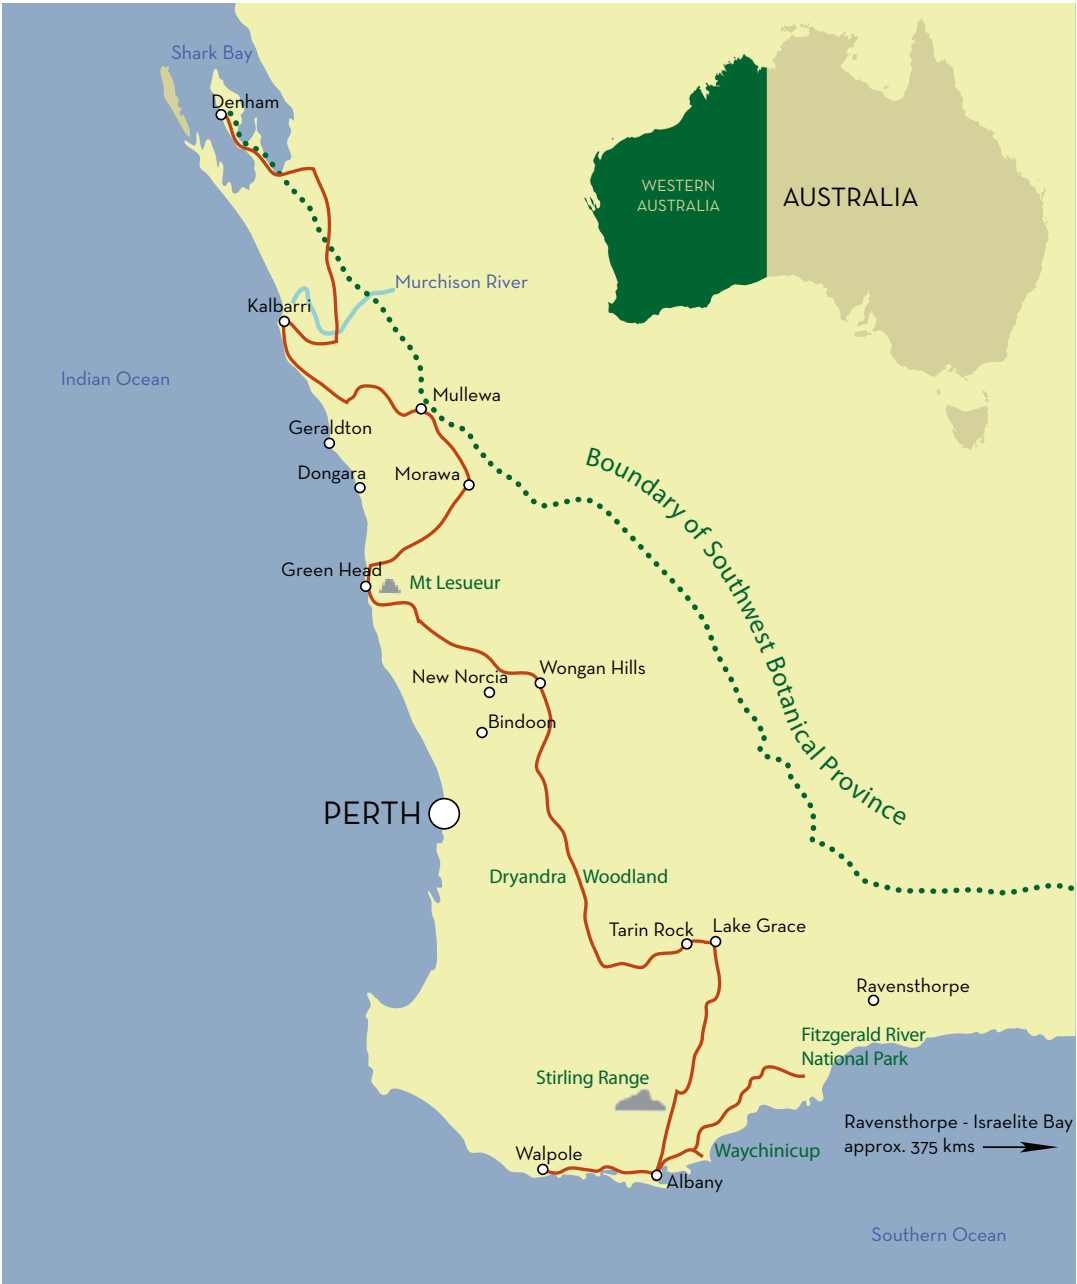 Shark Bay
Denham
WESTERN
AUSTRALIA
AUSTRALIA
Murchison River
Kalbarri
Indian Ocean
Mullewa
Geraldton
Dongara
Morawa
Boundary of Southwest Botanical Province
Green Head
Mt Lesueur
Wongan Hills
New Norcia
Bindoon
PERTH
Dryandra Woodland
Tarin Rock
Lake Grace
Ravensthorpe
Fitzgerald River
National Park
Stirling Range
Ravensthorpe - Israelite Bay
approx. 375 kms
Waychinicup
Walpole
Albany
Southern Ocean